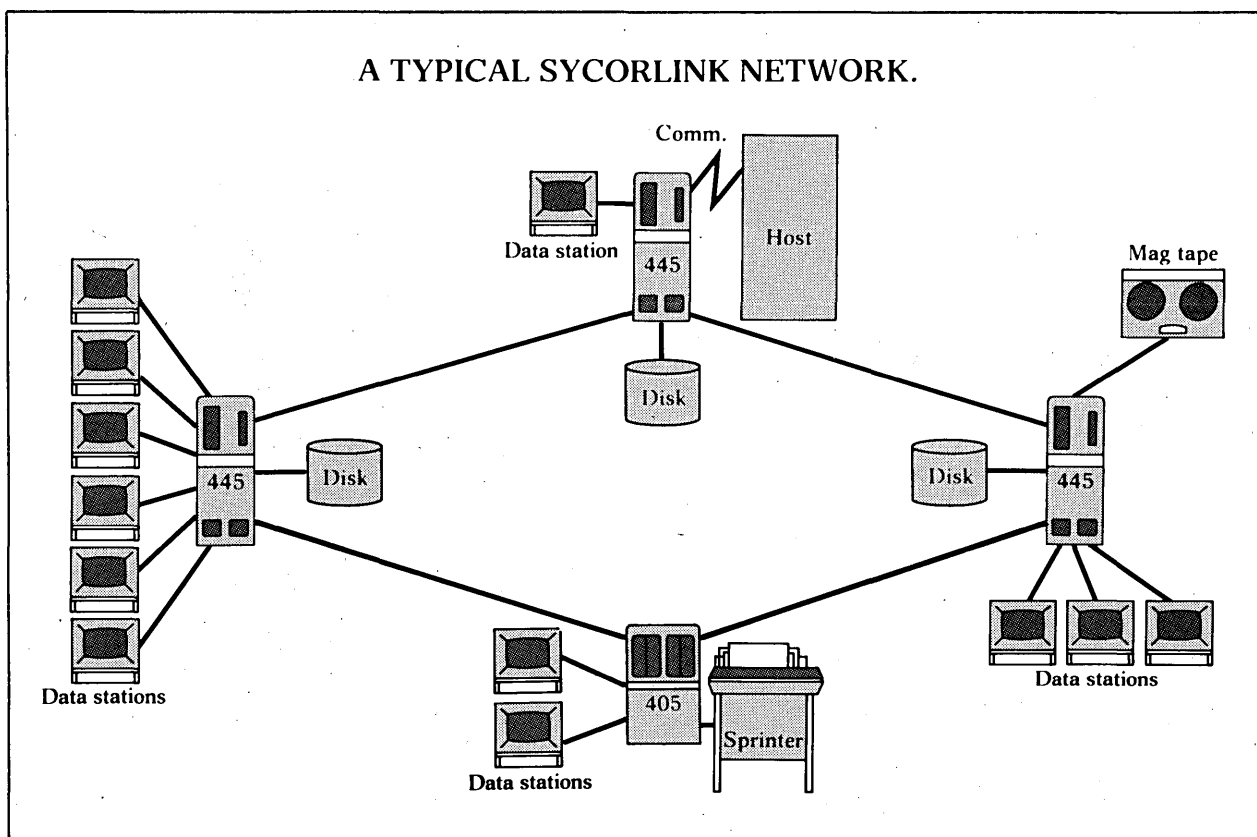 A TYPICAL SYCORLINK NETWORK.
Comm.
Host
Data station
445
Mag tape
Disk
445
Disk
Disk
445
Data stations
405
Sprinter
Data stations
Data stations